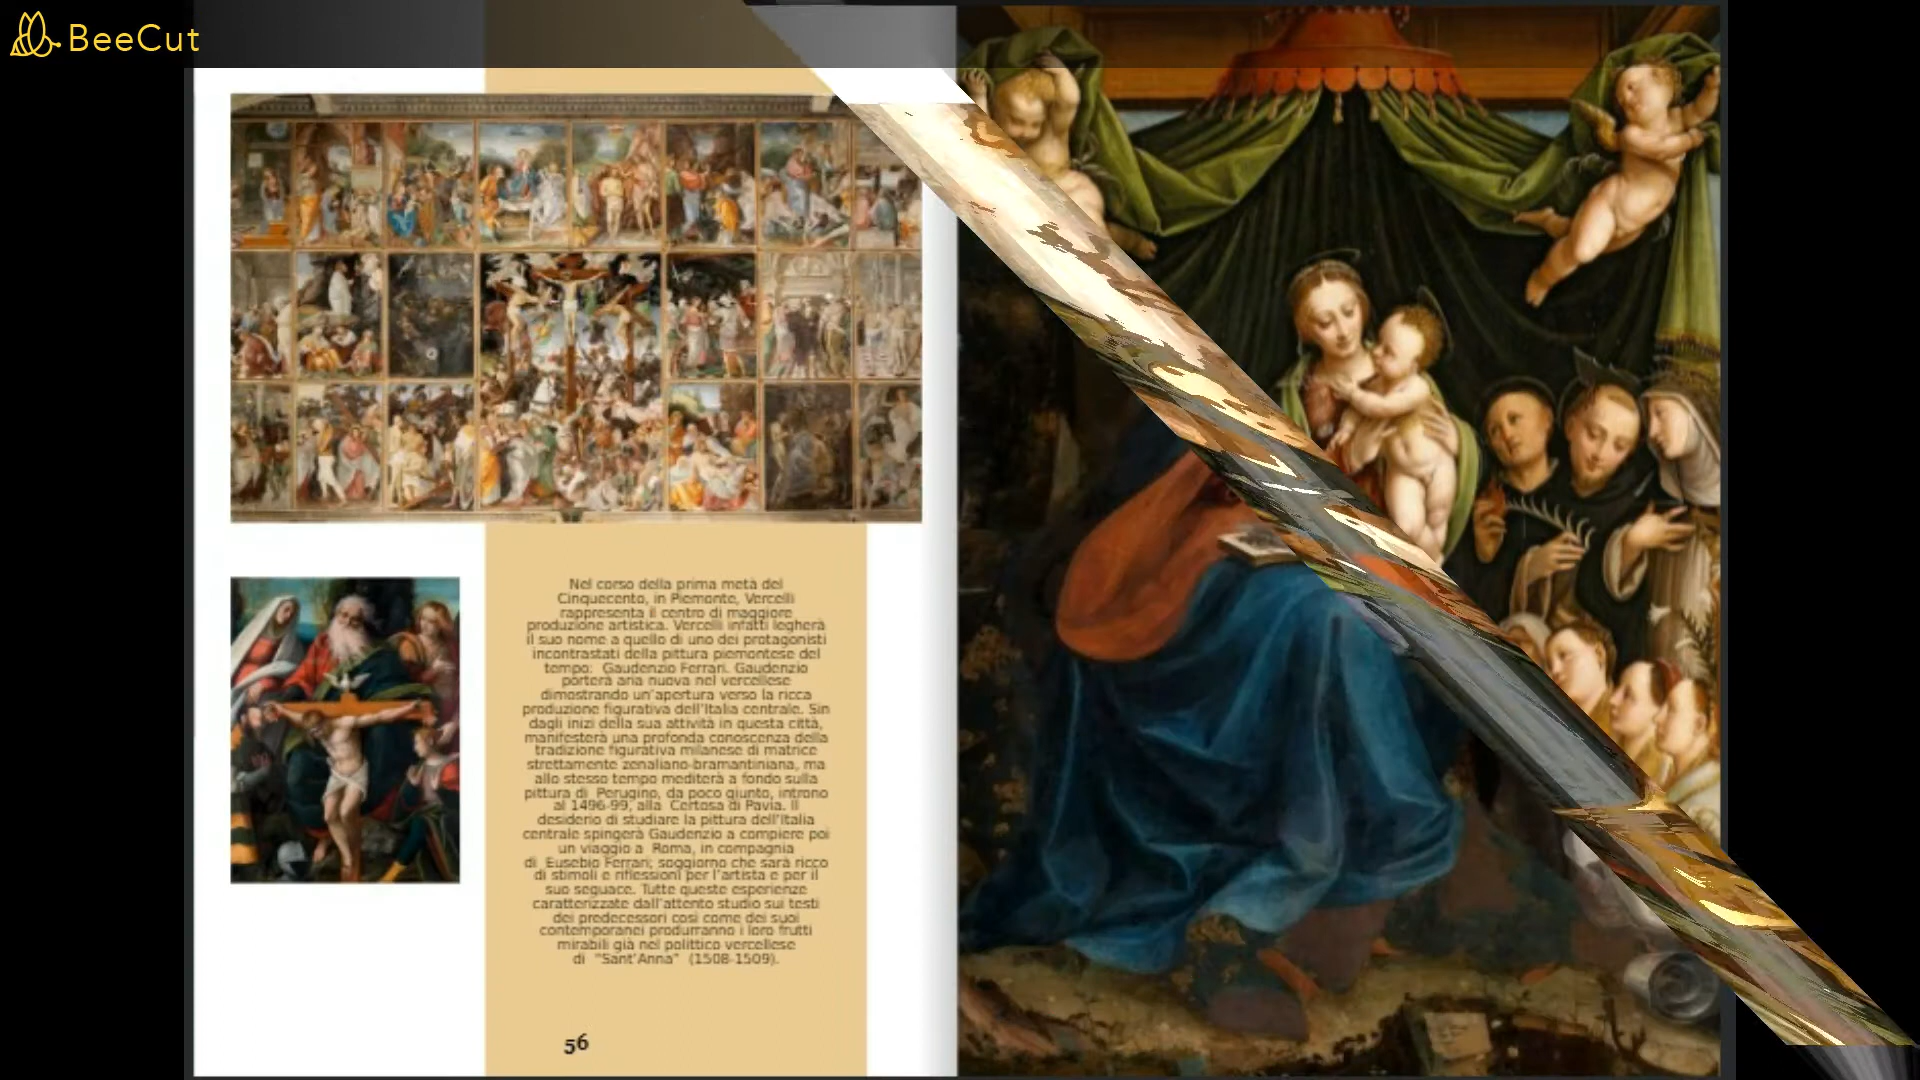 BeeCut
Nel corso della prima metà del
Cinquecento, in Piemonte, Vercelli
rappresenta il centro di maggiore
produzione artistica. Vercelli infatti legherà
il suo nome a quello di uno dei protagonisti
incontrastati della pittura piemontese del
tempo: Gaudenzio Ferrari. Gaudenzio
porterà aria nuova nel vercellese
dimostrando un'apertura verso la ricca
produzione figurativa dell'Italia centrale. Sin
dagli inizi della sua attività in questa città,
manifesterà una profonda conoscenza della
tradizione figurativa milanese di matrice
strettamente zenaliano-bramantiniana, ma
allo stesso tempo mediterà a fondo sulla
pittura di Perugino, da poco giunto, introno
al 1496-99, alla Certosa di Pavia. Il
desiderio di studiare la pittura dell'Italia
centrale spingerà Gaudenzio a compiere poi
un viaggio a Roma, in compagnia
di Eusebio Ferrari; soggiorno che sarà ricco
di stimoli e riflessioni per l'artista e per il
suo seguace. Tutte queste esperienze
caratterizzate dall'attento studio sui testi
dei predecessori così come dei suoi
contemporanei produrranno i loro frutti
mirabili già nel polittico vercellese
di "Sant'Anna" (1508-1509).
56